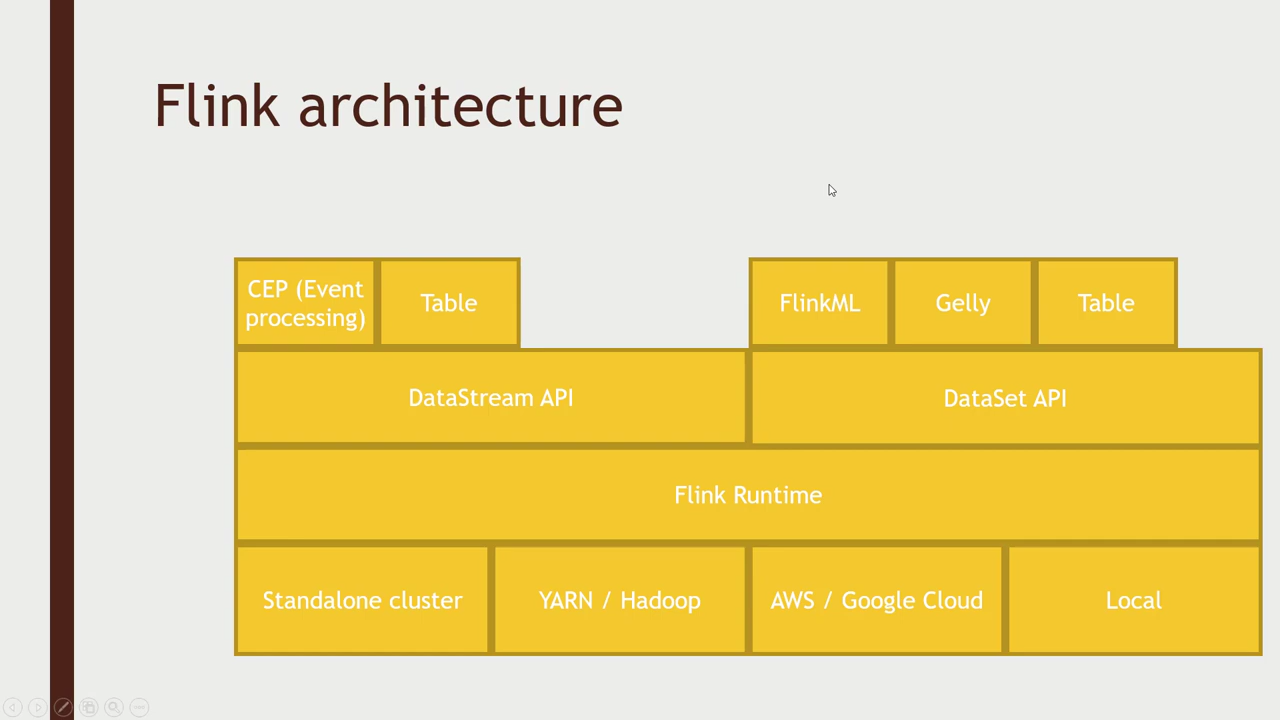 Flink architecture
CEP (Event
processing)
Table
FlinkML
Gelly
Table
DataStream API
DataSet API
Flink Runtime
Standalone cluster
YARN / Hadoop
AWS / Google Cloud
Local